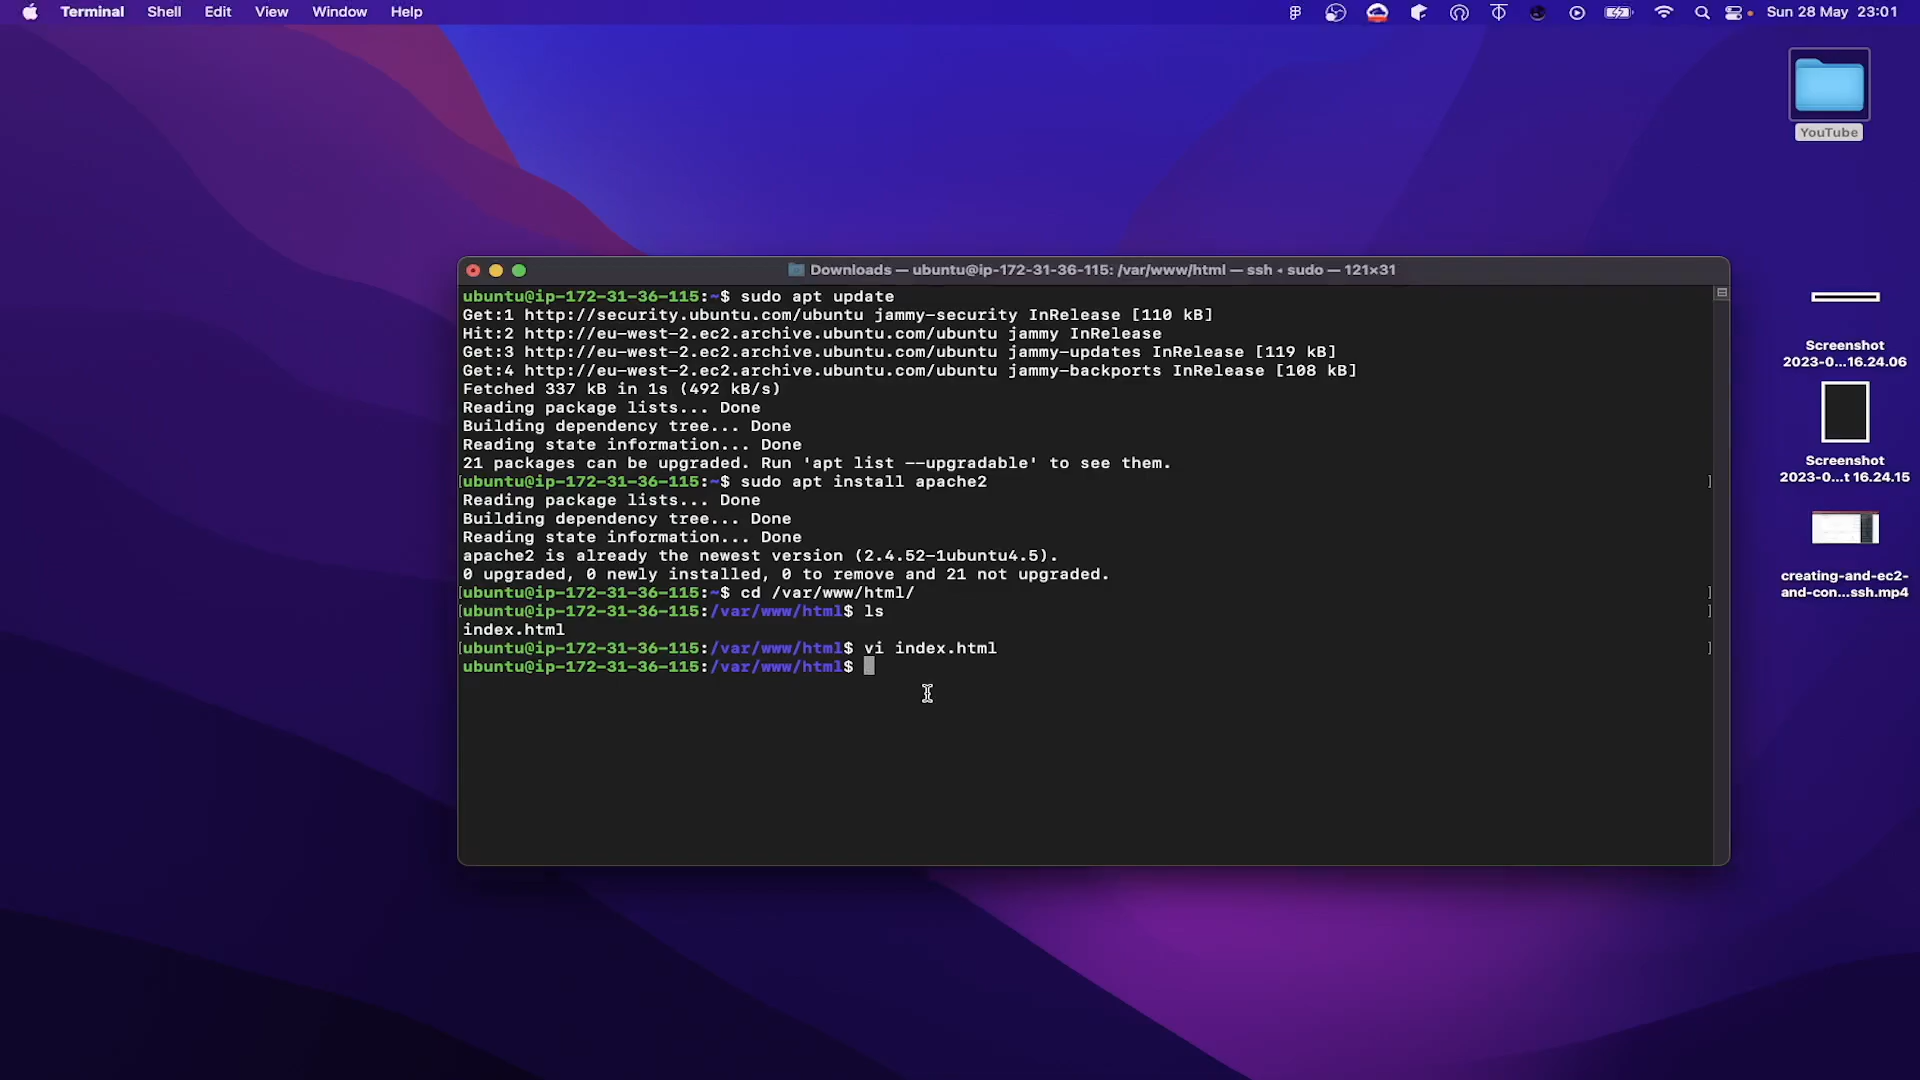 Terminal Shell Edit View Window Help Sun 28 May 23:01
YouTube
Downloads — ubuntu@ip-172-31-36-115: /var/www/html — ssh ◂ sudo — 121×31
ubuntu@ip-172-31-36-115:~$ sudo apt update
Get:1 http://security.ubuntu.com/ubuntu jammy-security InRelease [110 kB]
Hit:2 http://eu-west-2.ec2.archive.ubuntu.com/ubuntu jammy InRelease
Get:3 http://eu-west-2.ec2.archive.ubuntu.com/ubuntu jammy-updates InRelease [119 kB]
Get:4 http://eu-west-2.ec2.archive.ubuntu.com/ubuntu jammy-backports InRelease [108 kB]
Fetched 337 kB in 1s (492 kB/s)
Reading package lists... Done
Building dependency tree... Done
Reading state information... Done
21 packages can be upgraded. Run 'apt list --upgradable' to see them.
[ubuntu@ip-172-31-36-115:~$ sudo apt install apache2 ]
Reading package lists... Done
Building dependency tree... Done
Reading state information... Done
apache2 is already the newest version (2.4.52-1ubuntu4.5).
0 upgraded, 0 newly installed, 0 to remove and 21 not upgraded.
[ubuntu@ip-172-31-36-115:~$ cd /var/www/html/ ]
[ubuntu@ip-172-31-36-115:/var/www/html$ ls ]
index.html
[ubuntu@ip-172-31-36-115:/var/www/html$ vi index.html ]
ubuntu@ip-172-31-36-115:/var/www/html$
Screenshot
2023-0...16.24.06
Screenshot
2023-0...t 16.24.15
creating-and-ec2-
and-con...ssh.mp4